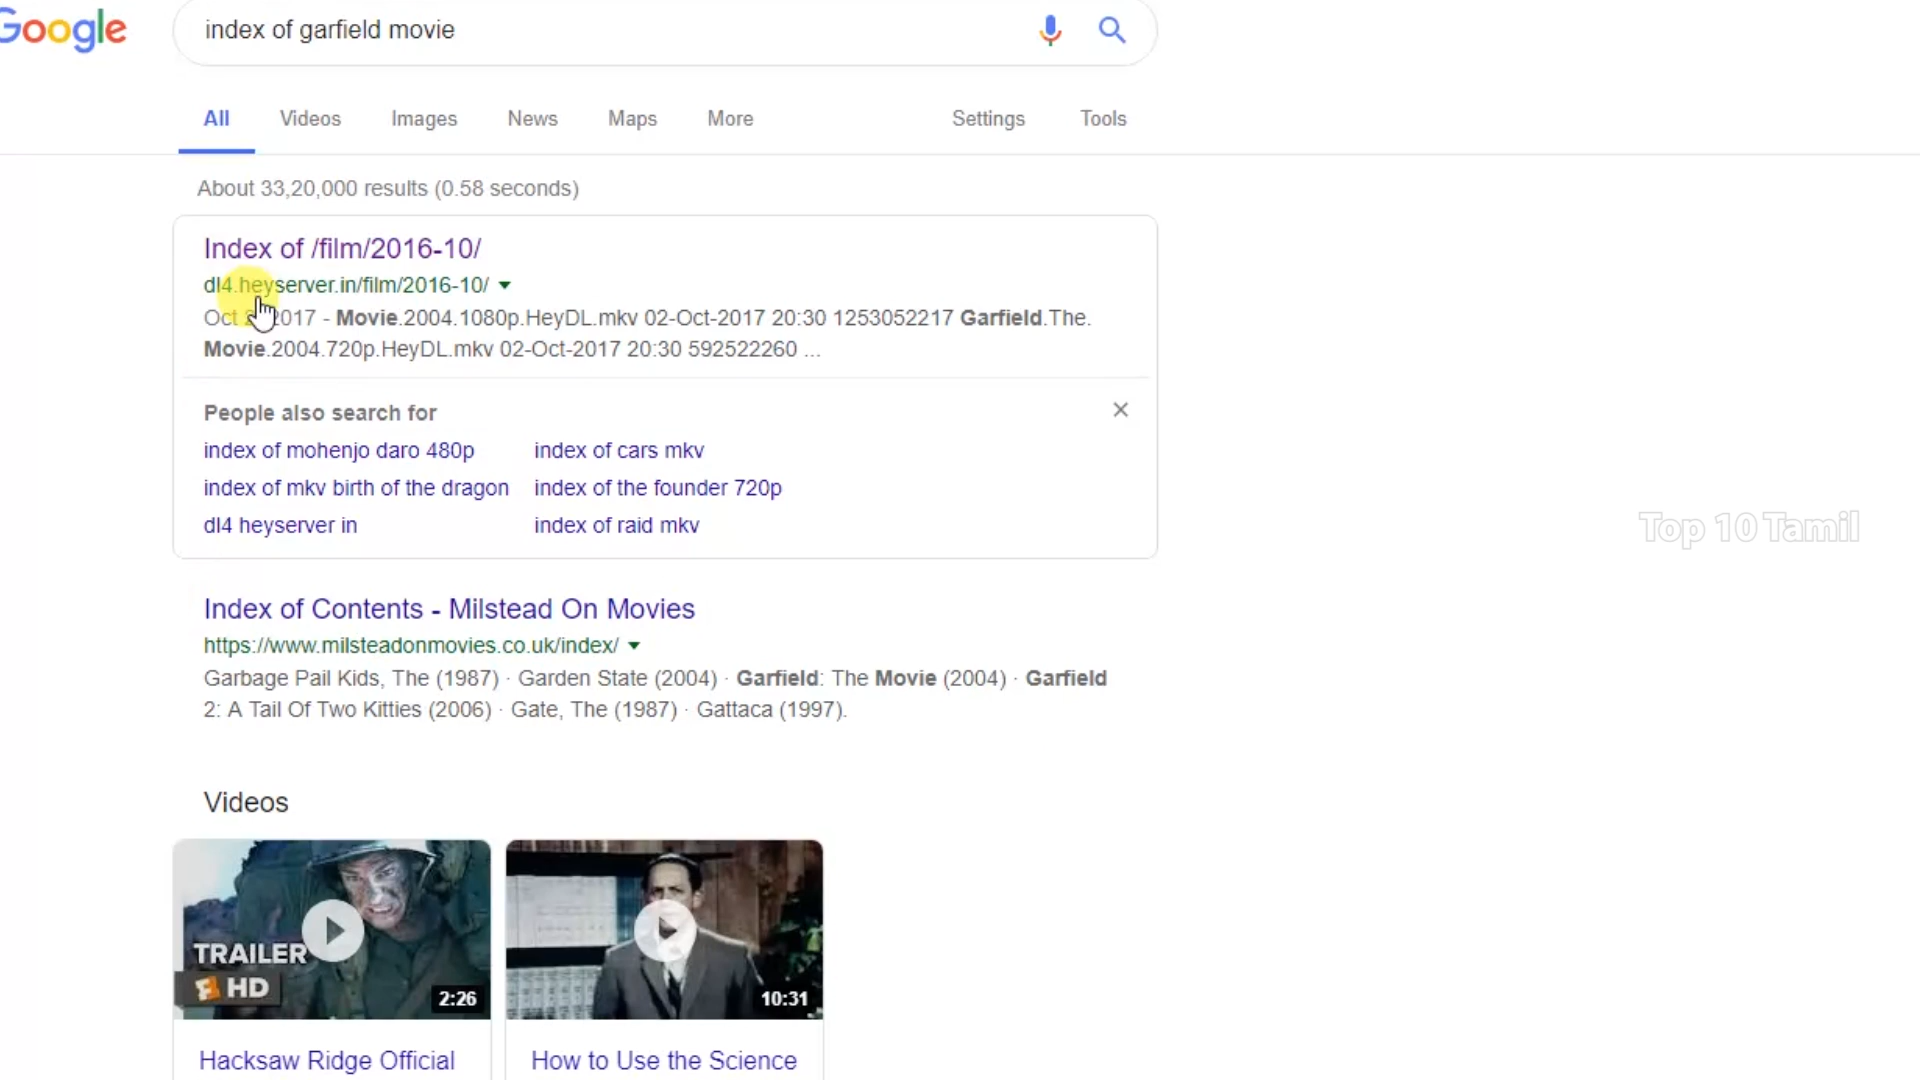 Google
index of garfield movie
All Videos Images News Maps More Settings Tools
About 33,20,000 results (0.58 seconds)
Index of /film/2016-10/
dl4.heyserver.in/film/2016-10/
Oct 2017 - Movie.2004.1080p.HeyDL.mkv 02-Oct-2017 20:30 1253052217 Garfield.The.
Movie.2004.720p.HeyDL.mkv 02-Oct-2017 20:30 592522260 ...
People also search for
index of mohenjo daro 480p index of cars mkv
index of mkv birth of the dragon index of the founder 720p
dl4 heyserver in index of raid mkv
Top 10 Tamil
Index of Contents - Milstead On Movies
https://www.milsteadonmovies.co.uk/index/
Garbage Pail Kids, The (1987) · Garden State (2004) · Garfield: The Movie (2004) · Garfield
2: A Tail Of Two Kitties (2006) · Gate, The (1987) · Gattaca (1997).
Videos
TRAILER
HD
2:26
10:31
Hacksaw Ridge Official
How to Use the Science